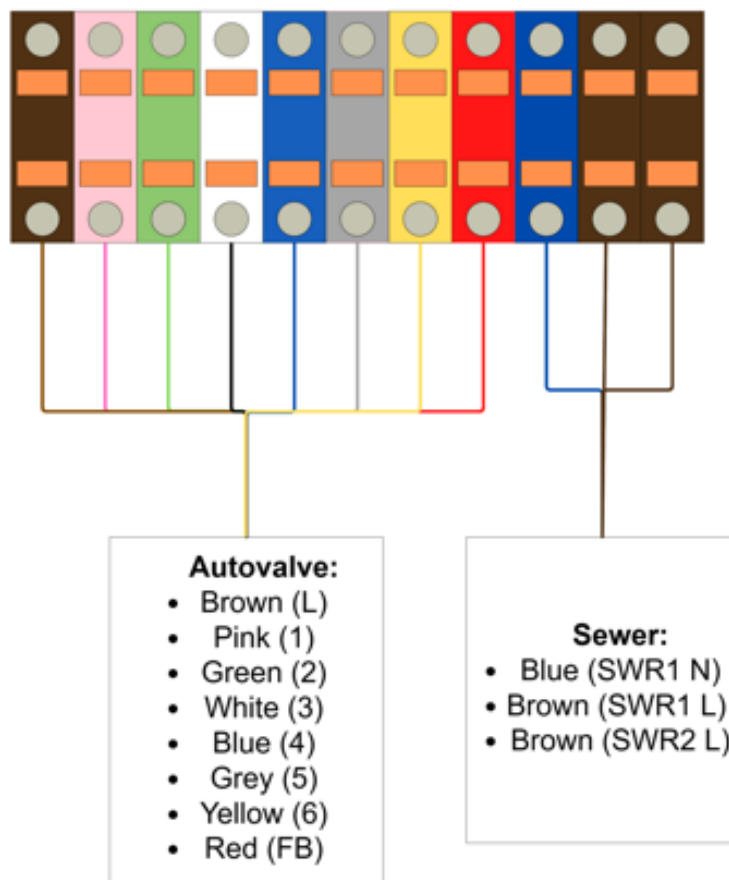 Autovalve:
• Brown (L)
• Pink (1)
• Green (2)
• White (3)
• Blue (4)
• Grey (5)
• Yellow (6)
• Red (FB)
Sewer:
• Blue (SWR1 N)
• Brown (SWR1 L)
• Brown (SWR2 L)